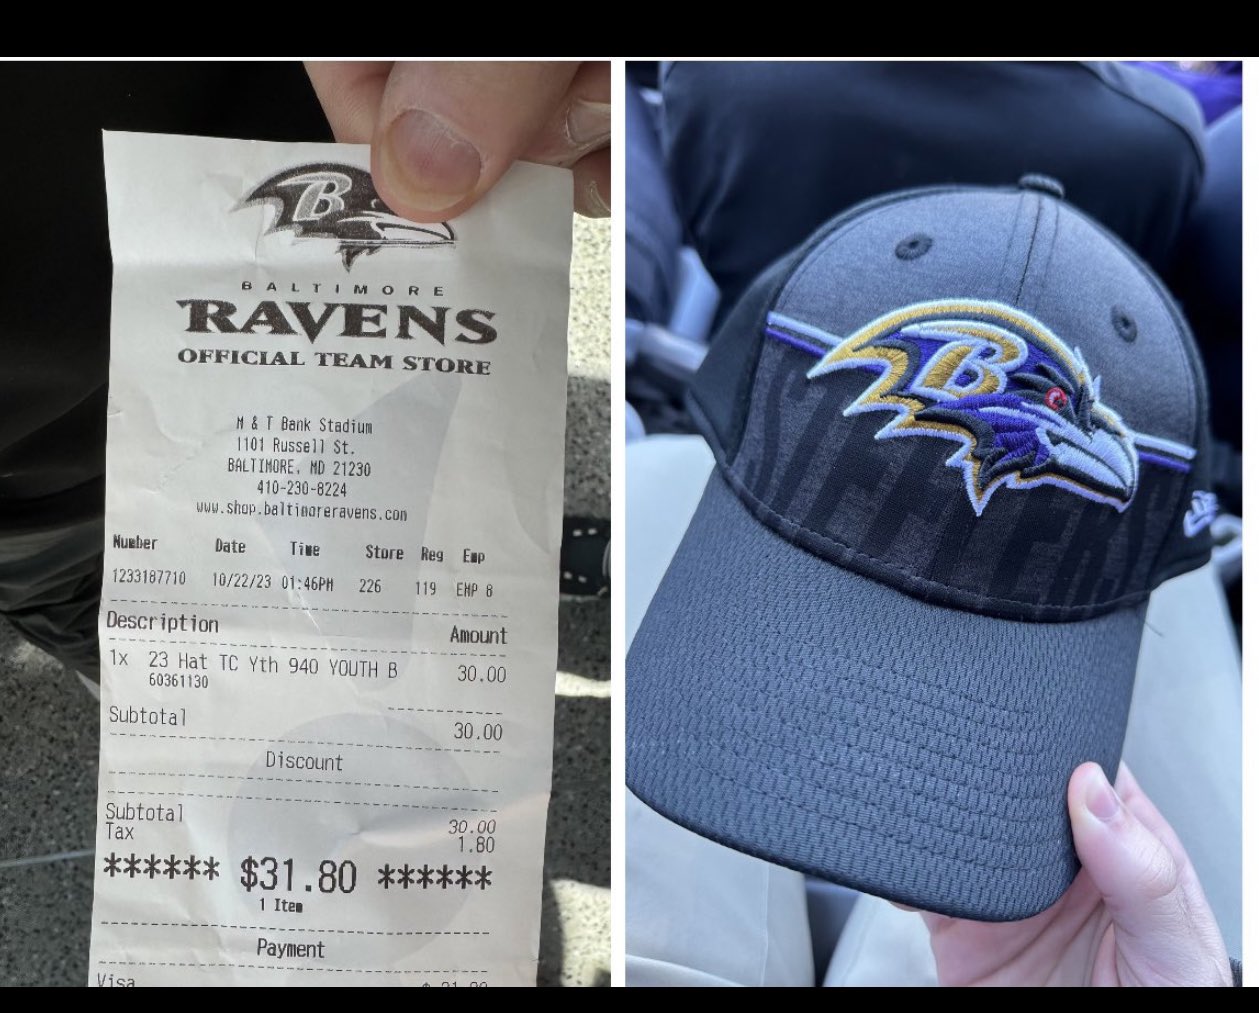 B
BALTIMORE
RAVENS
OFFICIAL TEAM STORE
M & T Bank Stadium
1101 Russell St.
BALTIMORE, MD 21230
410-230-8224
www.shop.baltimoreravens.com
Number Date Time Store Reg Emp
1233187710 10/22/23 01:46PM 226 119 EMP 8
Description Amount
1x 23 Hat TC Yth 940 YOUTH B 30.00
60361130
Subtotal 30.00
Discount
Subtotal 30.00
Tax 1.80
****** $31.80 ******
1 Item
Payment
Visa
B